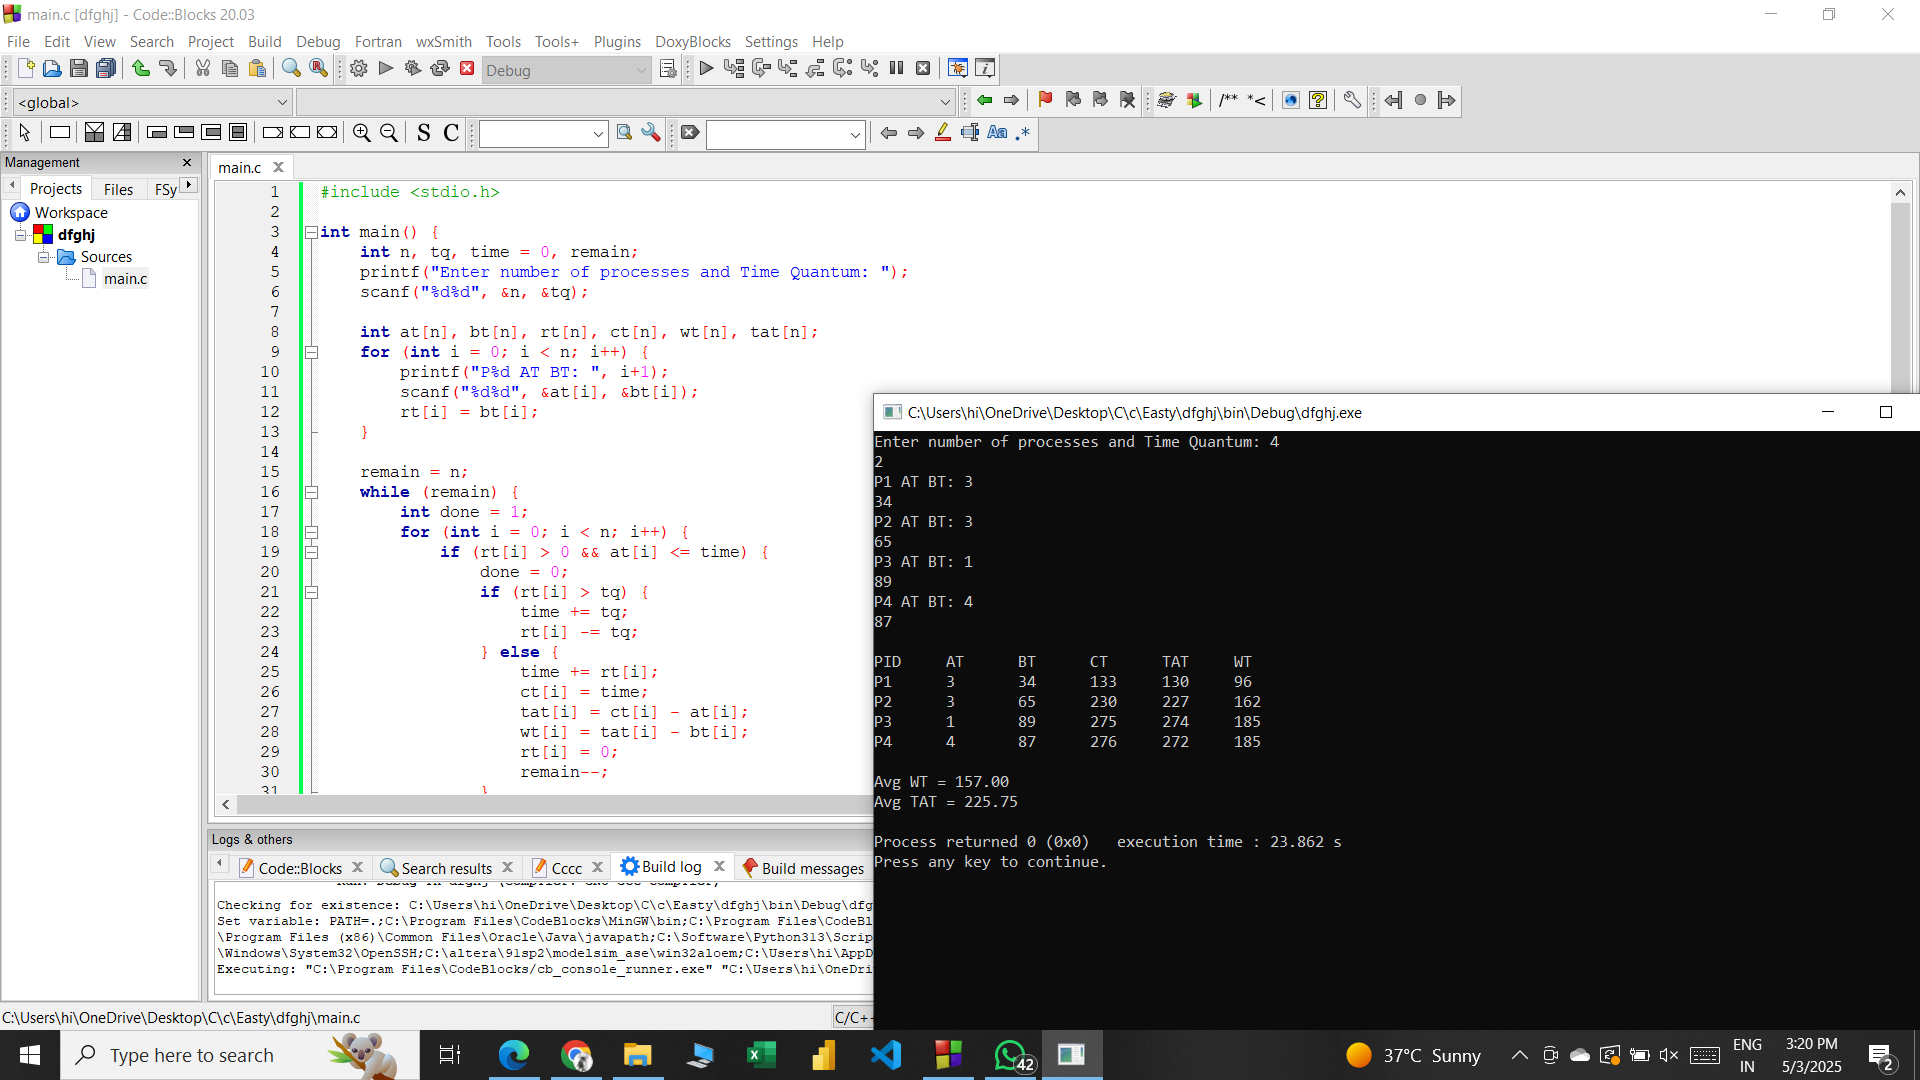 main.c [dfghj] - Code::Blocks 20.03
File Edit View Search Project Build Debug Fortran wxSmith Tools Tools+ Plugins DoxyBlocks Settings Help
Debug
<global>
/** *<
S C
Aa .*
Management
Projects Files FSy
Workspace
dfghj
Sources
main.c
main.c
1 #include <stdio.h>
2
3 int main() {
4 int n, tq, time = 0, remain;
5 printf("Enter number of processes and Time Quantum: ");
6 scanf("%d%d", &n, &tq);
7
8 int at[n], bt[n], rt[n], ct[n], wt[n], tat[n];
9 for (int i = 0; i < n; i++) {
10 printf("P%d AT BT: ", i+1);
11 scanf("%d%d", &at[i], &bt[i]);
12 rt[i] = bt[i];
13 }
14
15 remain = n;
16 while (remain) {
17 int done = 1;
18 for (int i = 0; i < n; i++) {
19 if (rt[i] > 0 && at[i] <= time) {
20 done = 0;
21 if (rt[i] > tq) {
22 time += tq;
23 rt[i] -= tq;
24 } else {
25 time += rt[i];
26 ct[i] = time;
27 tat[i] = ct[i] - at[i];
28 wt[i] = tat[i] - bt[i];
29 rt[i] = 0;
30 remain--;
31 }
C:\Users\hi\OneDrive\Desktop\C\c\Easty\dfghj\bin\Debug\dfghj.exe
Enter number of processes and Time Quantum: 4
2
P1 AT BT: 3
34
P2 AT BT: 3
65
P3 AT BT: 1
89
P4 AT BT: 4
87
PID AT BT CT TAT WT
P1 3 34 133 130 96
P2 3 65 230 227 162
P3 1 89 275 274 185
P4 4 87 276 272 185
Avg WT = 157.00
Avg TAT = 225.75
Process returned 0 (0x0) execution time : 23.862 s
Press any key to continue.
Logs & others
Code::Blocks Search results Cccc Build log Build messages
Checking for existence: C:\Users\hi\OneDrive\Desktop\C\c\Easty\dfghj\bin\Debug\dfg
Set variable: PATH=.;C:\Program Files\CodeBlocks\MinGW\bin;C:\Program Files\CodeBl
\Program Files (x86)\Common Files\Oracle\Java\javapath;C:\Software\Python313\Scrip
\Windows\System32\OpenSSH;C:\altera\91sp2\modelsim_ase\win32aloem;C:\Users\hi\AppD
Executing: "C:\Program Files\CodeBlocks/cb_console_runner.exe" "C:\Users\hi\OneDri
C:\Users\hi\OneDrive\Desktop\C\c\Easty\dfghj\main.c
C/C++
Type here to search
42
37°C Sunny
ENG
IN
3:20 PM
5/3/2025
2